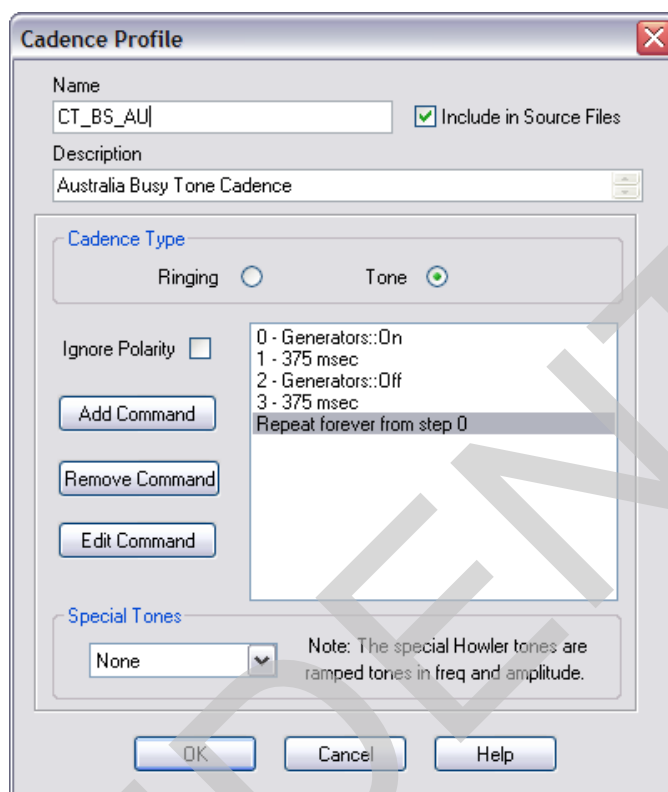 Cadence Profile
Name
CT_BS_AU
Include in Source Files
Description
Australia Busy Tone Cadence
Cadence Type
Ringing
Tone
Ignore Polarity
0 - Generators::On
1 - 375 msec
2 - Generators::Off
3 - 375 msec
Repeat forever from step 0
Add Command
Remove Command
Edit Command
Special Tones
None
Note: The special Howler tones are
ramped tones in freq and amplitude.
OK
Cancel
Help
DENT